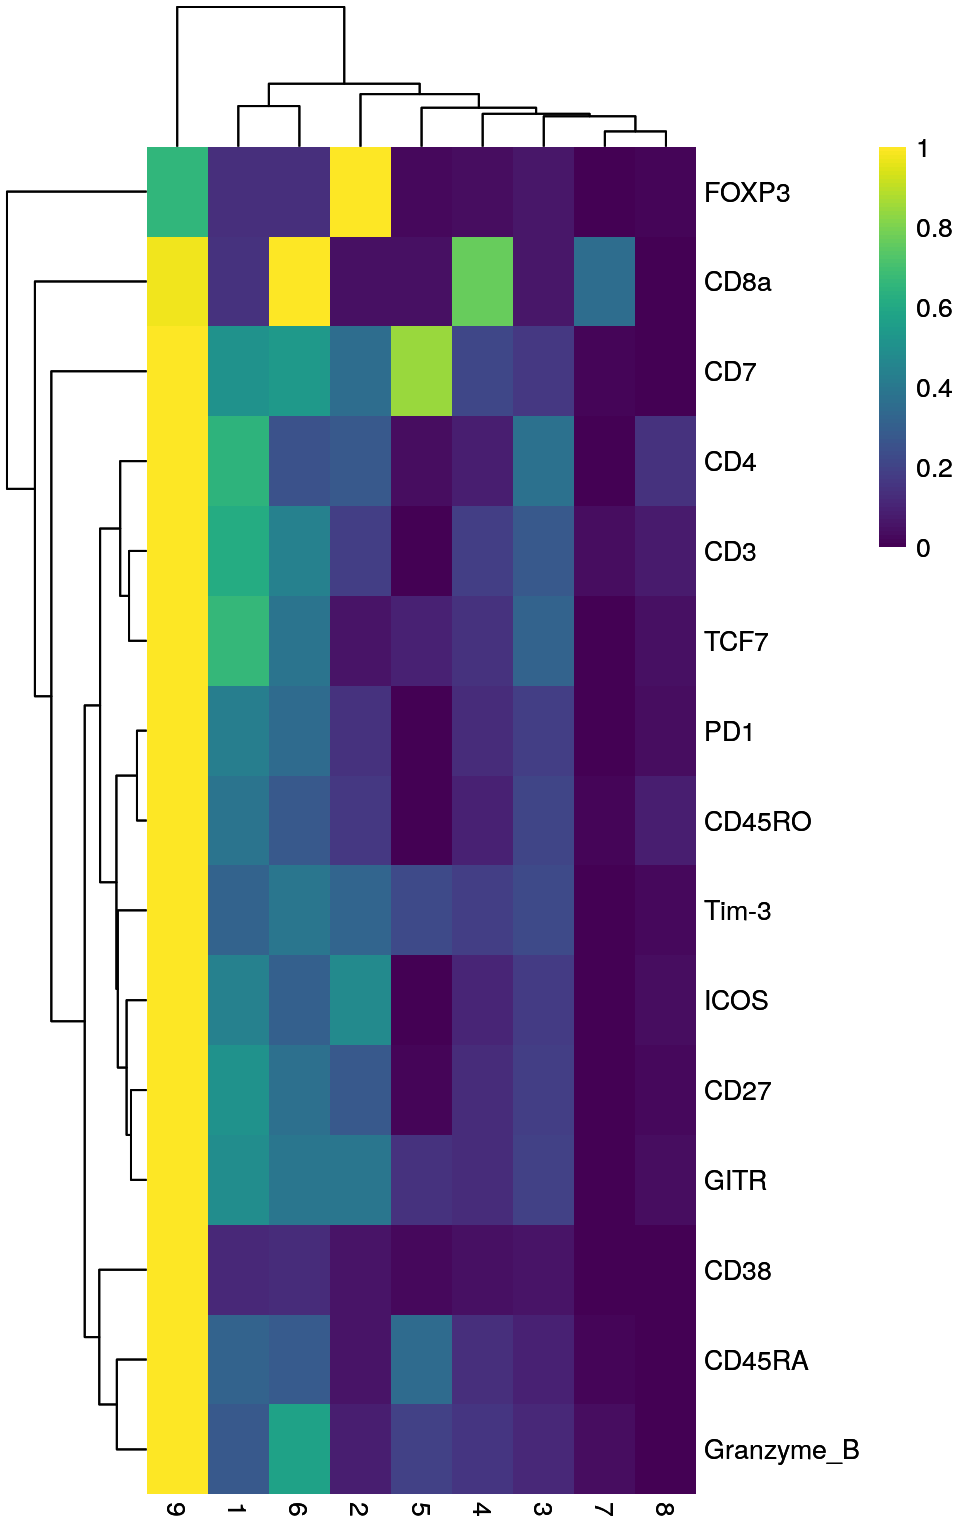 1
FOXP3
0.8
CD8a
0.6
CD7
0.4
CD4
0.2
CD3
0
TCF7
PD1
CD45RO
Tim-3
ICOS
CD27
GITR
CD38
CD45RA
Granzyme_B
9 1 6 2 5 4 3 7 8